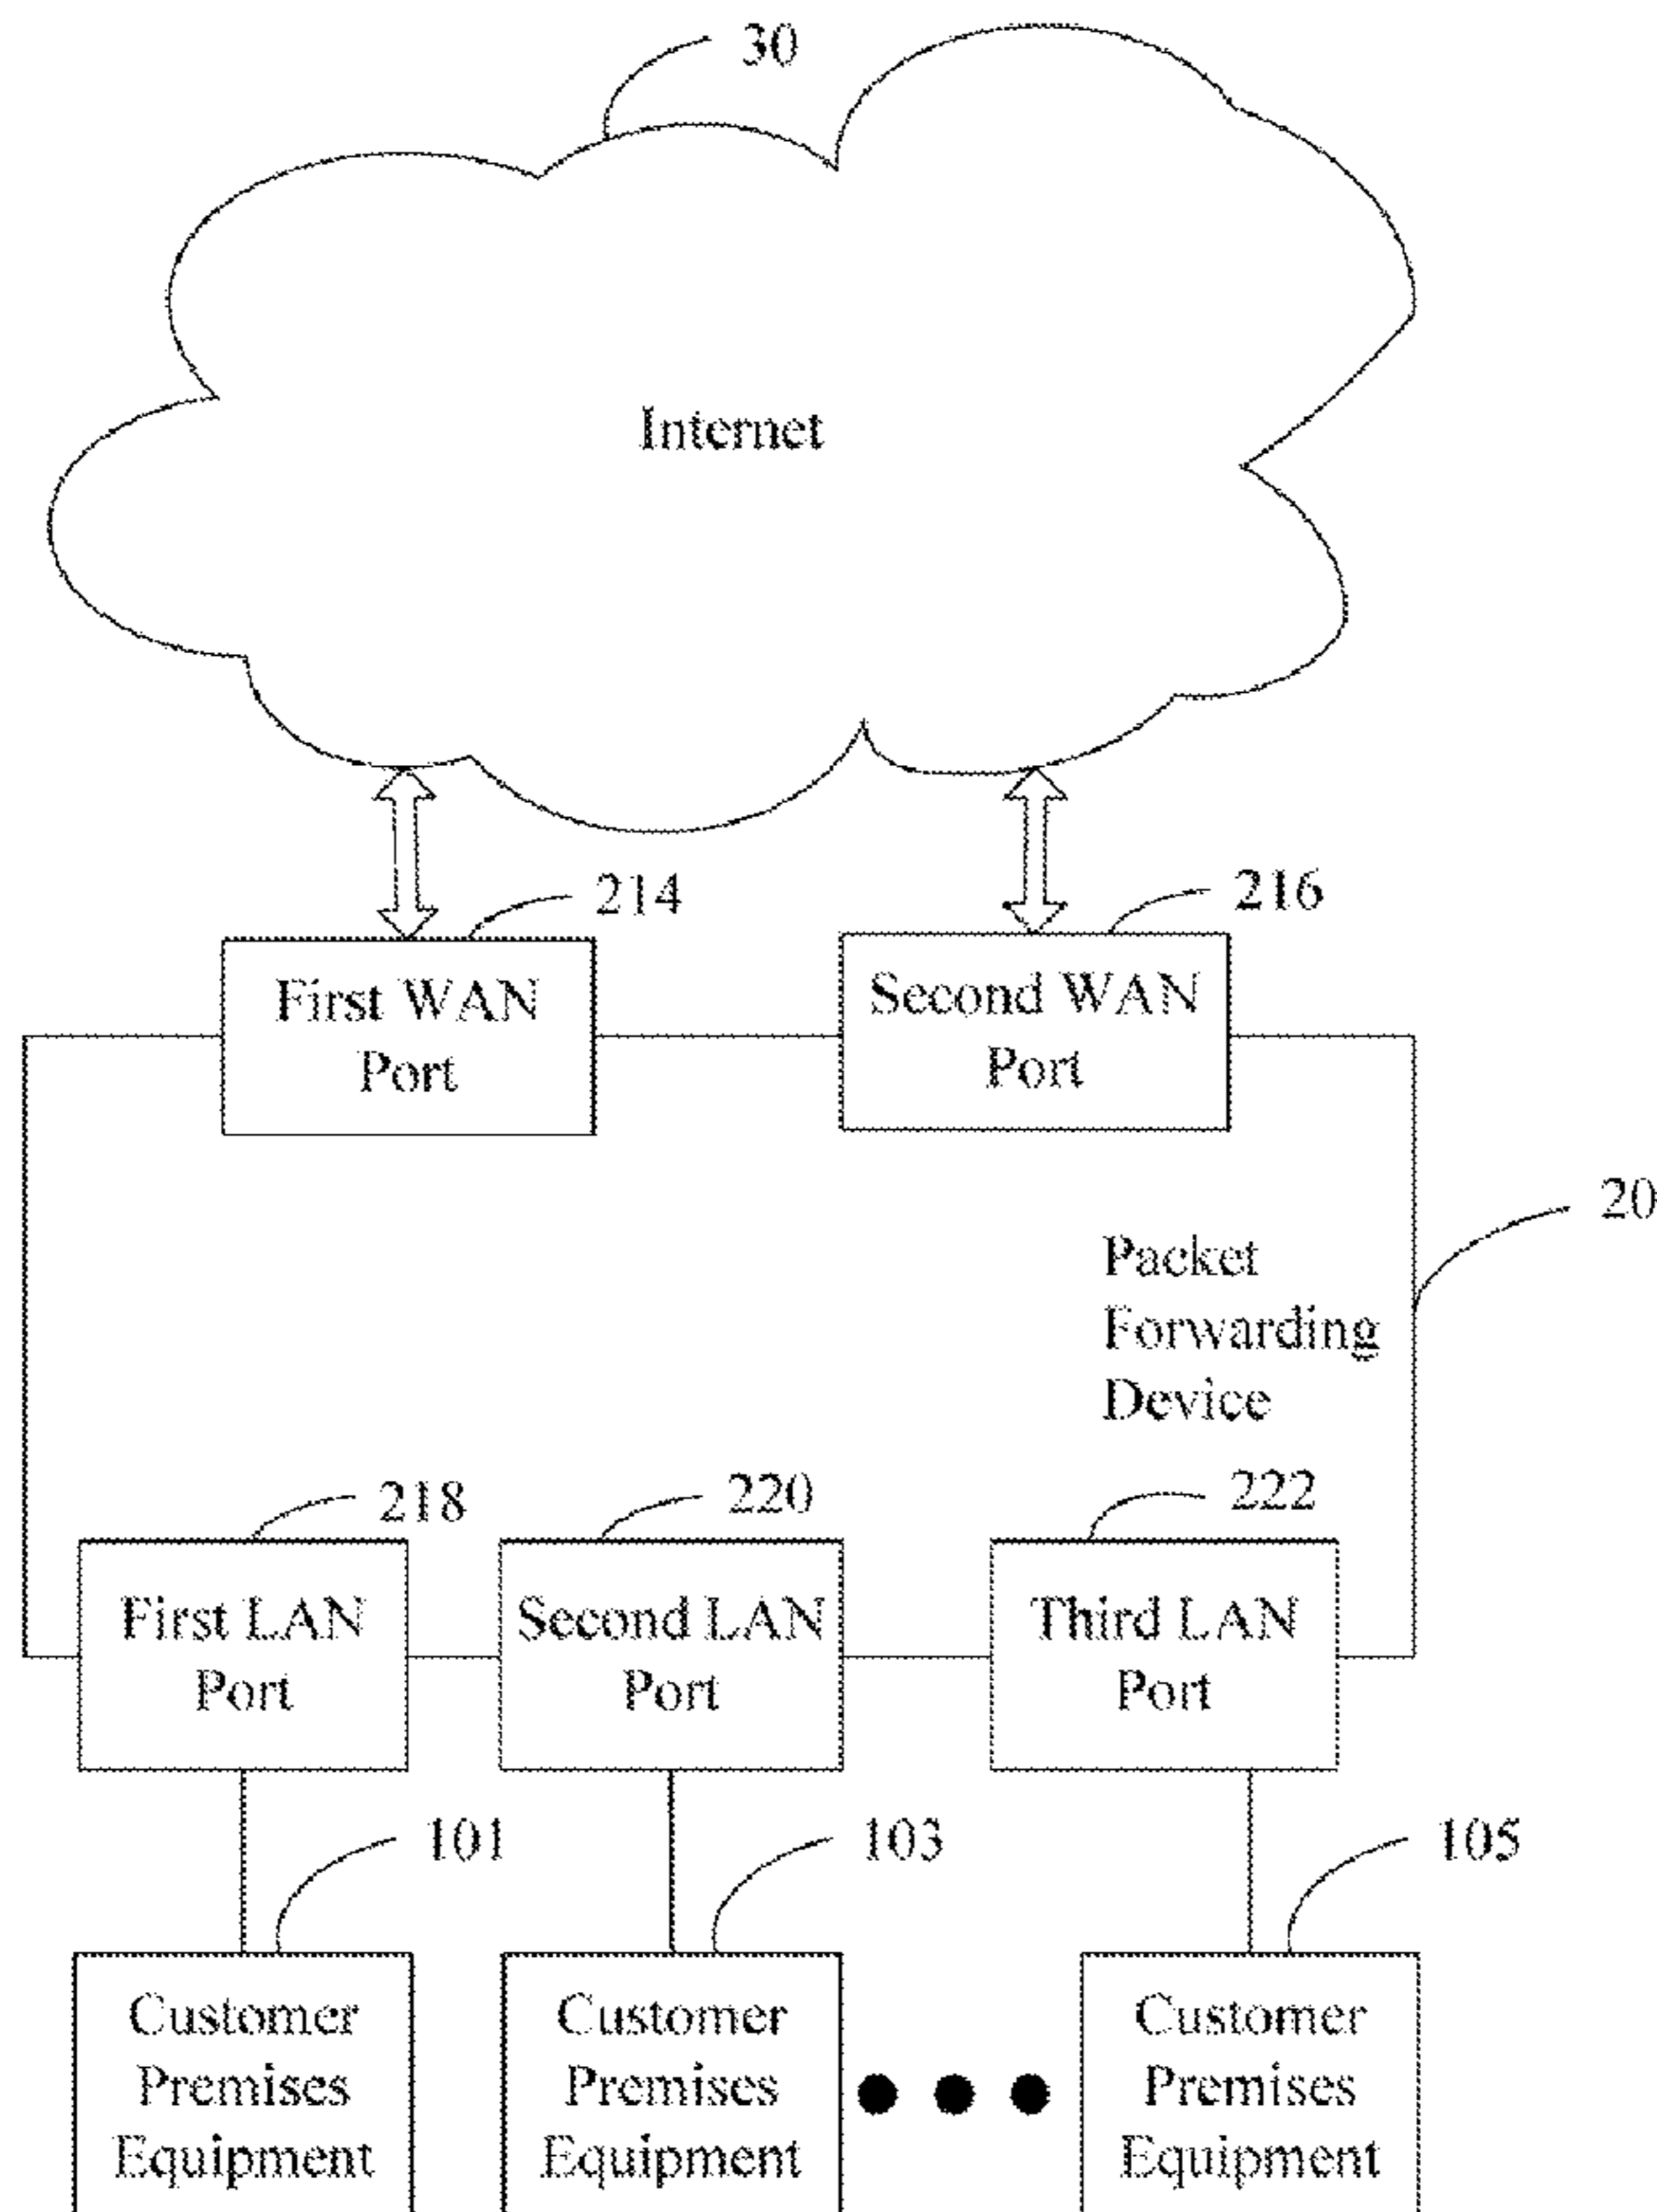 30
Internet
214
216
First WAN
Port
Second WAN
Port
20
Packet
Forwarding
Device
218
220
222
First LAN
Port
Second LAN
Port
Third LAN
Port
101
103
105
Customer
Premises
Equipment
Customer
Premises
Equipment
Customer
Premises
Equipment